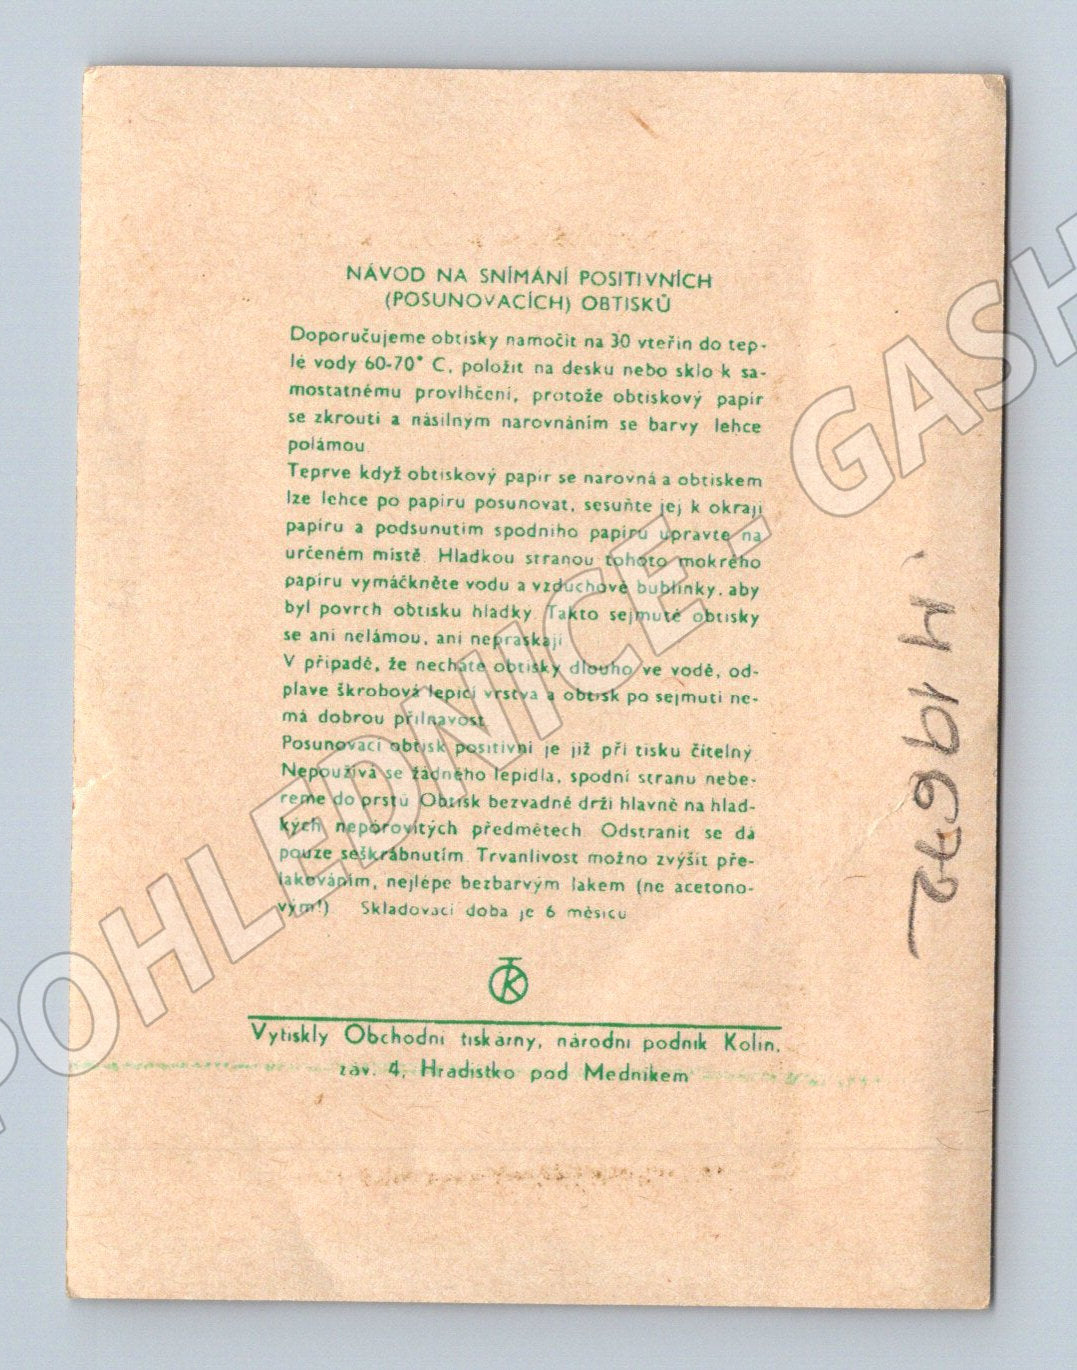 NÁVOD NA SNÍMÁNÍ POSITIVNÍCH
(POSUNOVACÍCH) OBTISKŮ
Doporučujeme obtisky namočit na 30 vteřin do tep-
lé vody 60-70° C, položit na desku nebo sklo k sa-
mostatnému provlhčení, protože obtiskový papír
se zkroutí a násilným narovnáním se barvy lehce
polámou.
Teprve když obtiskový papír se narovná a obtiskem
lze lehce po papíru posunovat, sesuňte jej k okraji
papíru a podsunutím spodního papíru upravte na
určeném místě. Hladkou stranou tohoto mokrého
papíru vymáčkněte vodu a vzduchové bublinky, aby
byl povrch obtisku hladký. Takto sejmuté obtisky
se ani nelámou, ani nepraskají.
V případě, že necháte obtisky dlouho ve vodě, od-
plave škrobová lepicí vrstva a obtisk po sejmutí ne-
má dobrou přilnavost.
Posunovací obtisk positivní je již při tisku čitelný.
Nepoužívá se žádného lepidla, spodní stranu nebe-
reme do prstů. Obtisk bezvadně drží hlavně na hlad-
kých neporovitých předmětech. Odstranit se dá
pouze seškrábnutím. Trvanlivost možno zvýšit pře-
lakováním, nejlépe bezbarvým lakem (ne acetono-
vým!). Skladovací doba je 6 měsíců
Vytiskly Obchodní tiskárny, národní podnik Kolín,
záv. 4, Hradištko pod Medníkem
POHLEDNICE - GASH